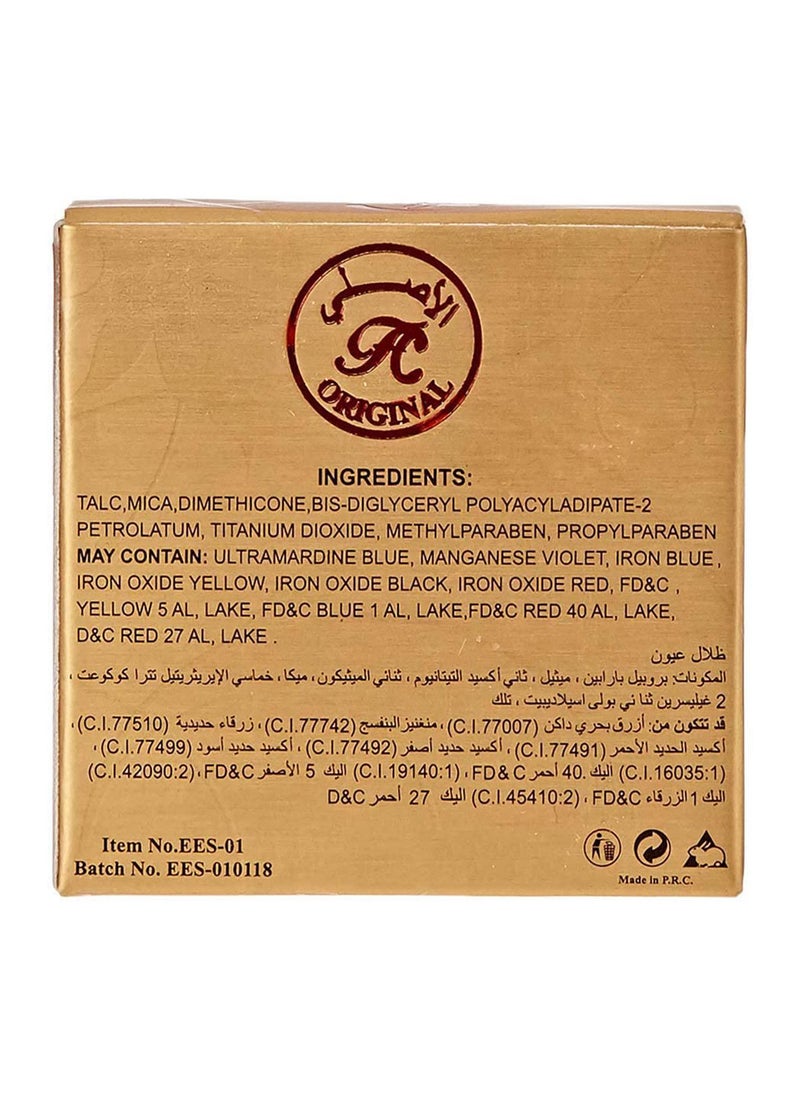 الأصلي
AC
ORIGINAL
INGREDIENTS:
TALC,MICA,DIMETHICONE,BIS-DIGLYCERYL POLYACYLADIPATE-2
PETROLATUM, TITANIUM DIOXIDE, METHYLPARABEN, PROPYLPARABEN
MAY CONTAIN: ULTRAMARDINE BLUE, MANGANESE VIOLET, IRON BLUE,
IRON OXIDE YELLOW, IRON OXIDE BLACK, IRON OXIDE RED, FD&C ,
YELLOW 5 AL, LAKE, FD&C BLUE 1 AL, LAKE,FD&C RED 40 AL, LAKE,
D&C RED 27 AL, LAKE .
ظلال عيون
المكونات: بروبيل بارابين، ميثيل، ثاني أكسيد التيتانيوم، ثنائي الميثيكون، ميكا، خماسي الإيريثريتيل تترا كوكوعت،
2 غيليسرين ثنا ئي بولى اسيلاديبيت، تلك
قد تتكون من: أزرق بحري داكن (C.I.77007)، منغنيز البنفسج (C.I.77742)، زرقاء حديدية (C.I.77510)،
أكسيد الحديد الأحمر (C.I.77491)، أكسيد حديد أصفر (C.I.77492)، أكسيد حديد أسود (C.I.77499)،
(C.I.16035:1) اليك .40 أحمر FD&C، (C.I.19140:1) اليك 5 الأصفر FD&C، (C.I.42090:2)
اليك 1 الزرقاء FD&C، (C.I.45410:2) اليك 27 أحمر D&C
Item No.EES-01
Batch No. EES-010118
Made in P.R.C.